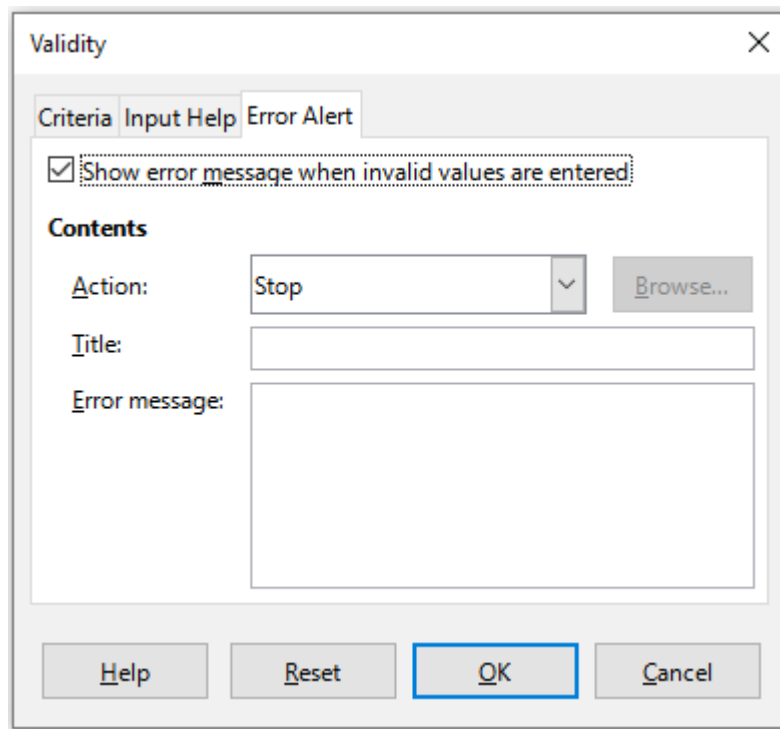 Validity
Criteria Input Help Error Alert
Show error message when invalid values are entered
Contents
Action: Stop Browse...
Title:
Error message:
Help Reset OK Cancel